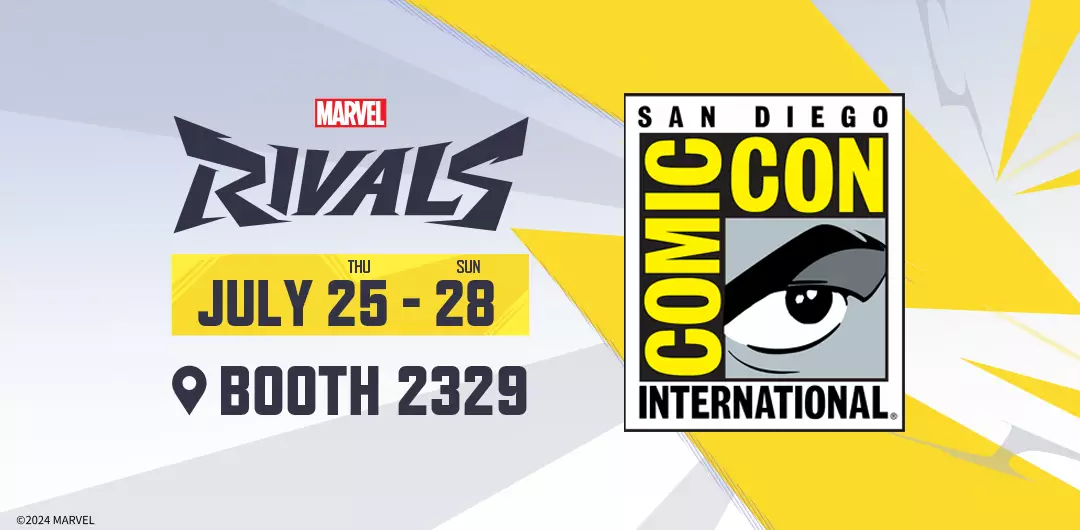 MARVEL
RIVALS
THU SUN
JULY 25 - 28
BOOTH 2329
SAN DIEGO
COMIC
CON
INTERNATIONAL®
©2024 MARVEL